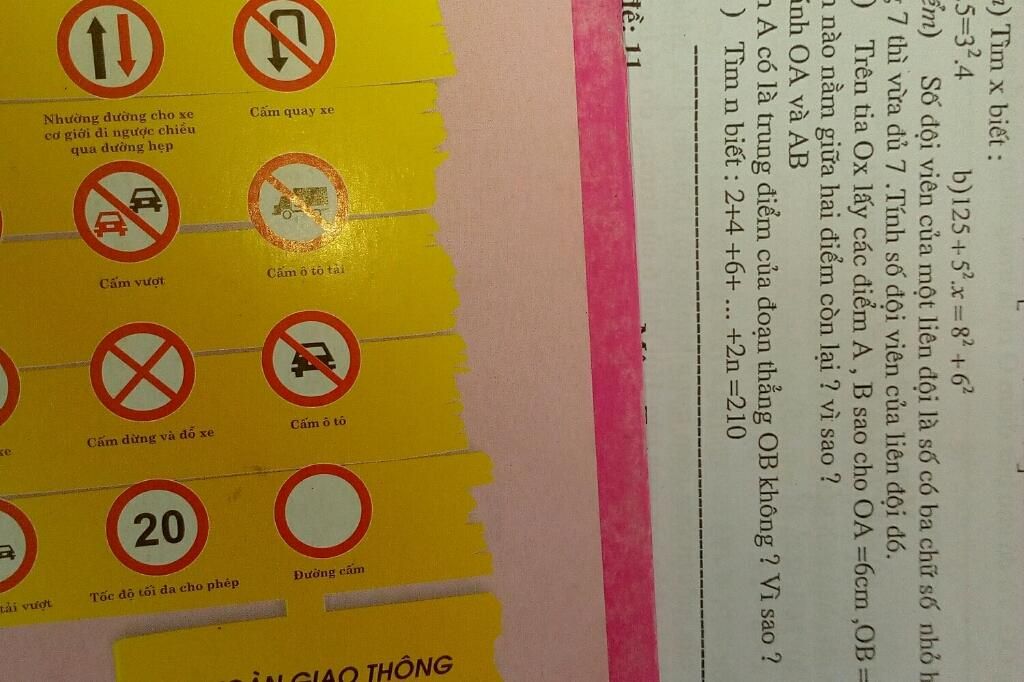 Nhường đường cho xe
cơ giới đi ngược chiều
qua đường hẹp
Cấm quay xe
Cấm vượt
Cấm ô tô tải
Cấm dừng và đỗ xe
Cấm ô tô
xe
20
Tốc độ tối đa cho phép
Đường cấm
tải vượt
GIAO THÔNG
) Tìm x biết :
.5=3².4 b)125 + 5².x = 8² + 6²
Số đội viên của một liên đội là số có ba chữ số nhỏ
7 thì vừa đủ 7 .Tính số đội viên của liên đội đó.
) Trên tia Ox lấy các điểm A , B sao cho OA =6cm ,OB =
nào nằm giữa hai điểm còn lại ? vì sao ?
OA và AB
A có là trung điểm của đoạn thẳng OB không ? Vì sao ?
) Tìm n biết : 2+4 +6+ ... +2n =210
đề: 11